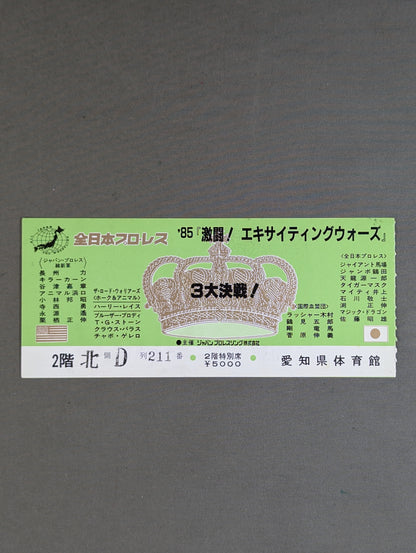 全日本プロレス
'85『激闘! エキサイティングウォーズ』
3大決戦!
〈ジャパン・プロレス〉
長州力
キラー・カーン
谷津嘉章
アニマル浜口
小林邦昭
寺西勇
永源遙
栗栖正伸
ザ・ロード・ウォリアーズ
(ホーク&アニマル)
ハーリー・レイス
ブルーザー・ブロディ
T・G・ストーン
クラウス・バラス
チャボ・ゲレロ
〈国際血盟団〉
ラッシャー木村
鶴見五郎
剛竜馬
菅原伸義
〈全日本プロレス〉
ジャイアント馬場
ジャンボ鶴田
天龍源一郎
タイガーマスク
マイティ井上
石川敬士
渕正伸
マジック・ドラゴン
佐藤昭雄
●主催 ジャパンプロレスリング株式会社
2階 北 側 D 列 211 番
2階特別席
¥5000
愛知県体育館